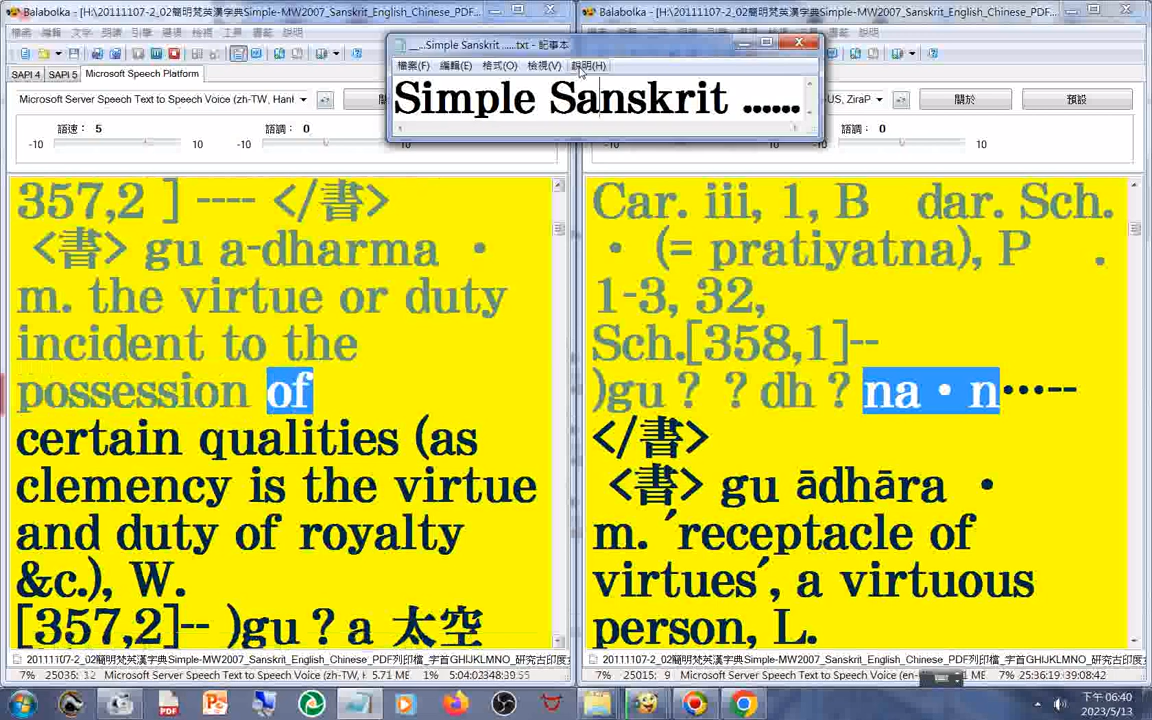 Balabolka - [H:\20111107-2_02簡明梵英漢字典Simple-MW2007_Sanskrit_English_Chinese_PDF...
Balabolka - [H:\20111107-2_02簡明梵英漢字典Simple-MW2007_Sanskrit_English_Chinese_PDF...
__...Simple Sanskrit ......txt - 記事本
檔案(F) 編輯(E) 格式(O) 檢視(V) 說明(H)
Simple Sanskrit ......
SAPI 4 SAPI 5 Microsoft Speech Platform
Microsoft Server Speech Text to Speech Voice (zh-TW, Han
-US, ZiraP
關於
預設
語速： 5
語調： 0
-10 10 -10
語調： 0
10
357,2 ] ---- </書>
<書> gu a-dharma •
m. the virtue or duty
incident to the
possession of
certain qualities (as
clemency is the virtue
and duty of royalty
&c.), W.
[357,2]-- )gu ? a 太空
Car. iii, 1, B dar. Sch.
• (= pratiyatna), P .
1-3, 32,
Sch.[358,1]--
)gu ? ? dh ? na • n•••--
</書>
<書> gu ādhāra •
m. ´receptacle of
virtues´, a virtuous
person, L.
20111107-2_02簡明梵英漢字典Simple-MW2007_Sanskrit_English_Chinese_PDF列印檔_字首GHIJKLMNO_研究古印度
20111107-2_02簡明梵英漢字典Simple-MW2007_Sanskrit_English_Chinese_PDF列印檔_字首GHIJKLMNO_研究古印度
7% 25035: 12 Microsoft Server Speech Text to Speech Voice (zh-TW, 5.71 ME 1% 5:04:02348:39:55
7% 25015: 9 Microsoft Server Speech Text to Speech Voice (en- 7% 25:36:19:39:08:42
下午 06:40
2023/5/13